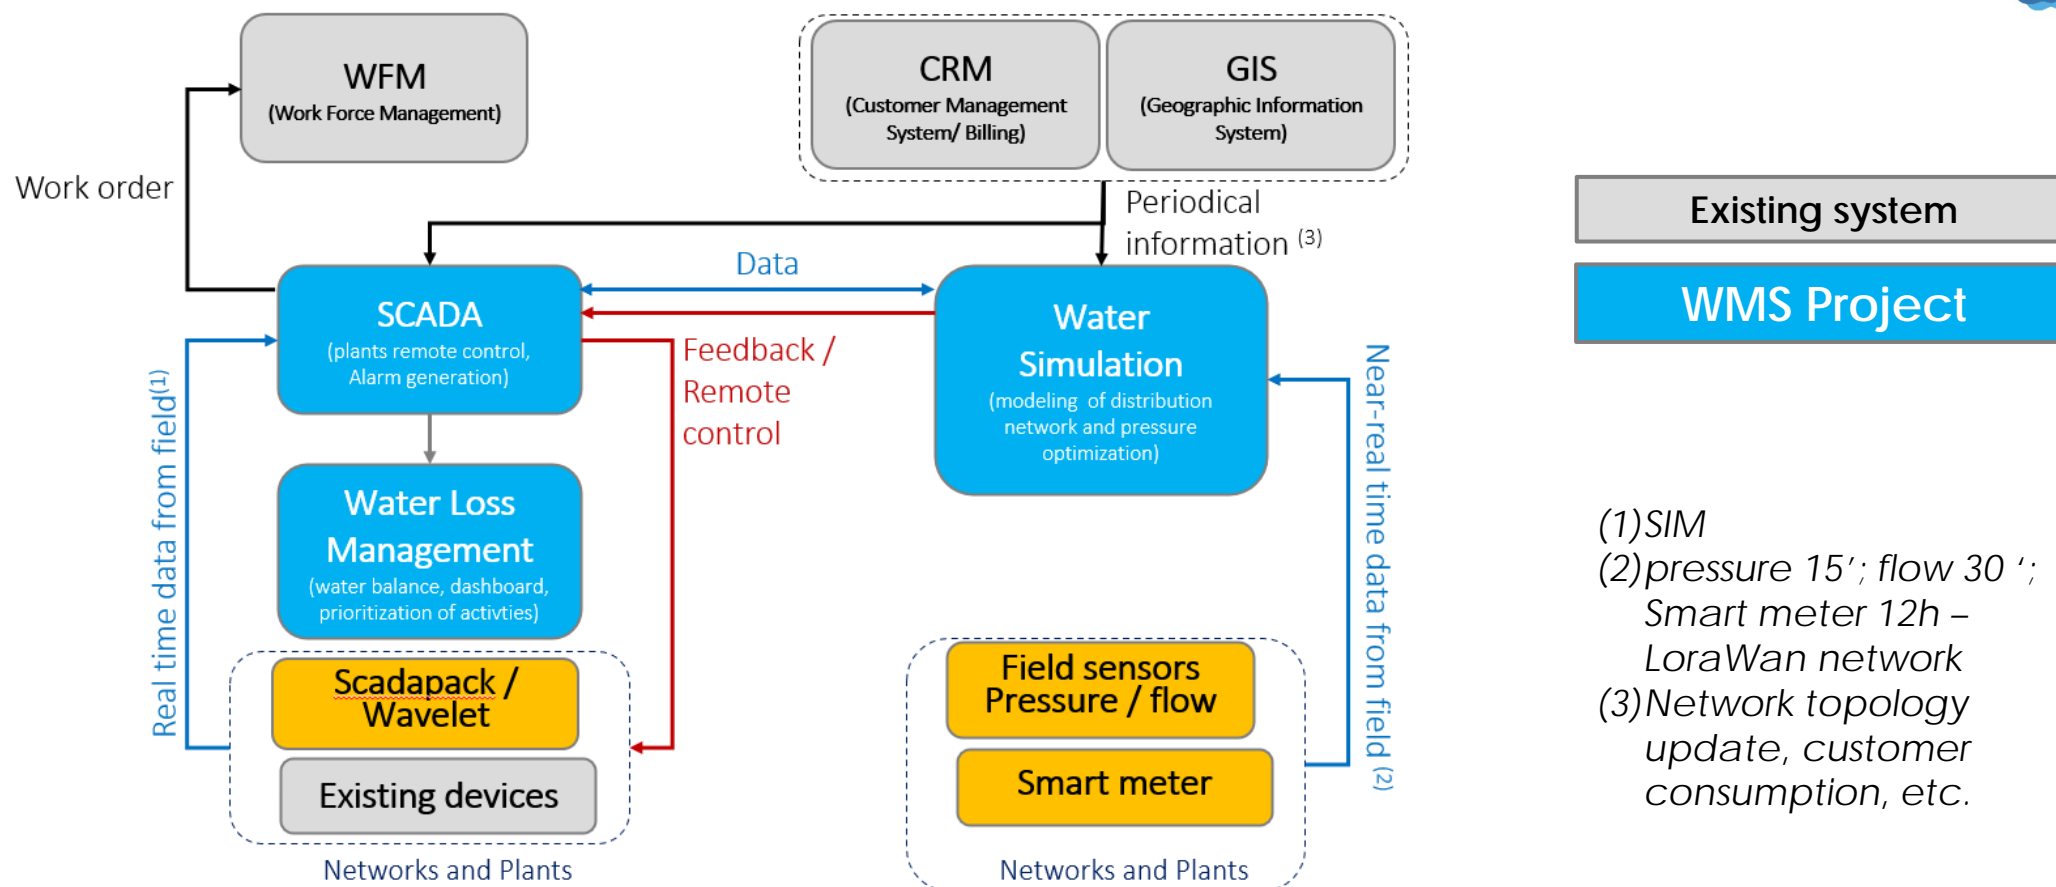 WFM
(Work Force Management)
CRM
(Customer Management
System/ Billing)
GIS
(Geographic Information
System)
Work order
Periodical
information (3)
Existing system
WMS Project
Data
SCADA
(plants remote control,
Alarm generation)
Water
Simulation
(modeling of distribution
network and pressure
optimization)
Feedback /
Remote
control
Real time data from field(1)
Near-real time data from field (2)
Water Loss
Management
(water balance, dashboard,
prioritization of activties)
Scadapack /
Wavelet
Existing devices
Networks and Plants
Field sensors
Pressure / flow
Smart meter
Networks and Plants
(1)SIM
(2)pressure 15’; flow 30 ‘;
Smart meter 12h –
LoraWan network
(3)Network topology
update, customer
consumption, etc.